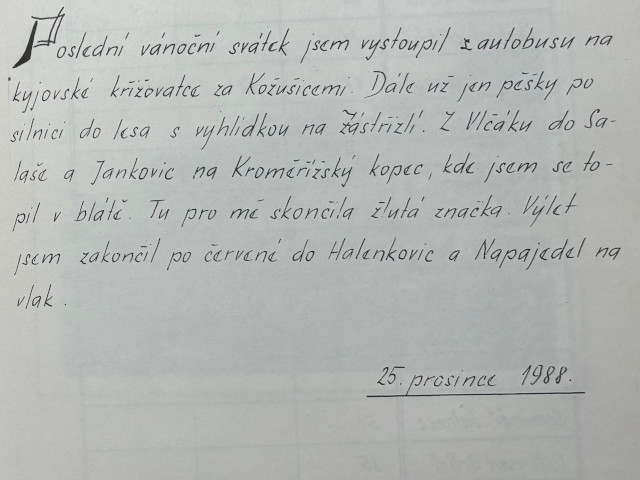 Poslední vánoční svátek jsem vystoupil z autobusu na
kyjovské křižovatce za Kožušicemi. Dále už jen pěšky po
silnici do lesa s vyhlídkou na Zástřizlí. Z Vlčáku do Sa-
laše a Jankovic na Kroměřížský kopec, kde jsem se to-
pil v blátě. Tu pro mě skončila žlutá značka. Výlet
jsem zakončil po červené do Halenkovic a Napajedel na
vlak.
25. prosince 1988.